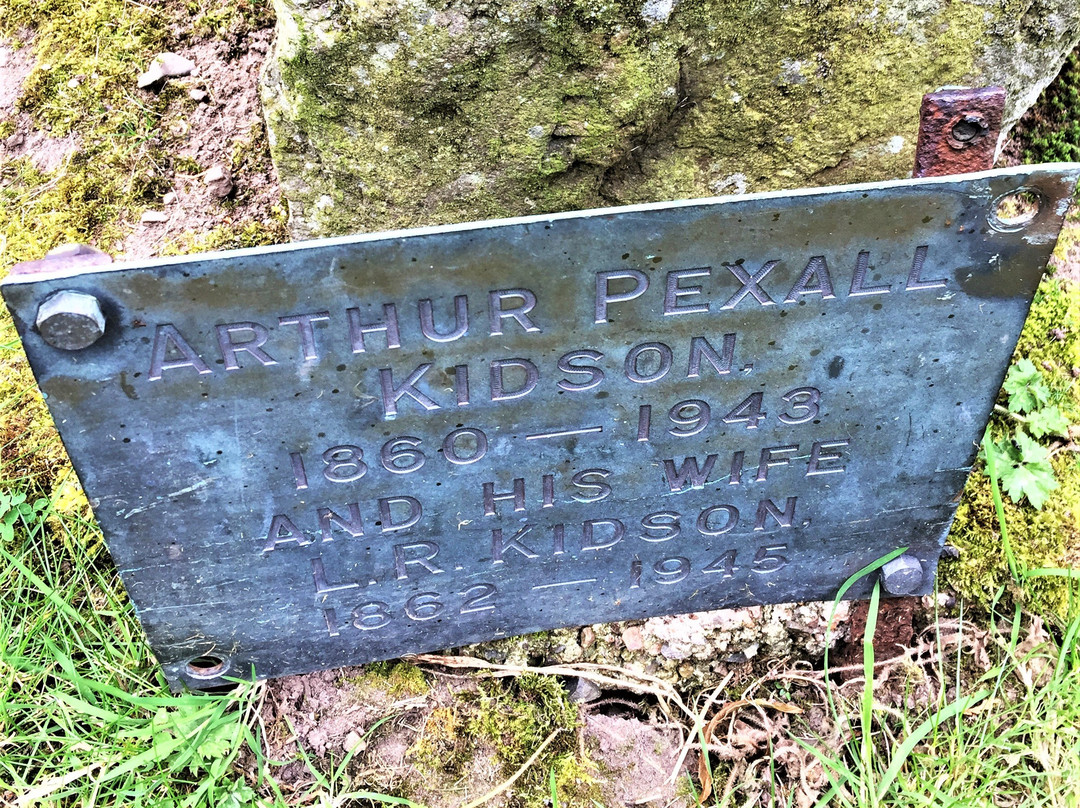 ARTHUR PEXALL
KIDSON.
1860 — 1943
AND HIS WIFE
L.R. KIDSON.
1862 — 1945